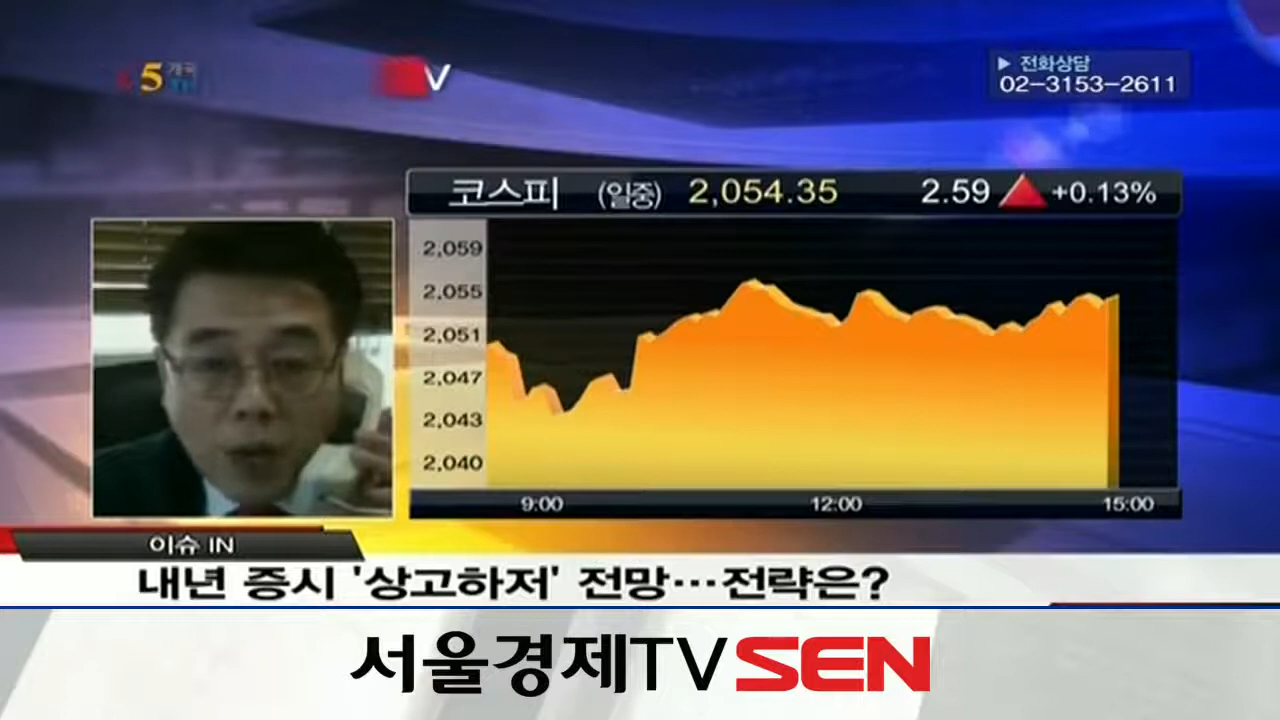 5 개국
V
▶ 전화상담
02-3153-2611
코스피 (일중) 2,054.35 2.59 ▲ +0.13%
2,059
2,055
2,051
2,047
2,043
2,040
9:00 12:00 15:00
이슈 IN
내년 증시 '상고하저' 전망…전략은?
서울경제TV SEN